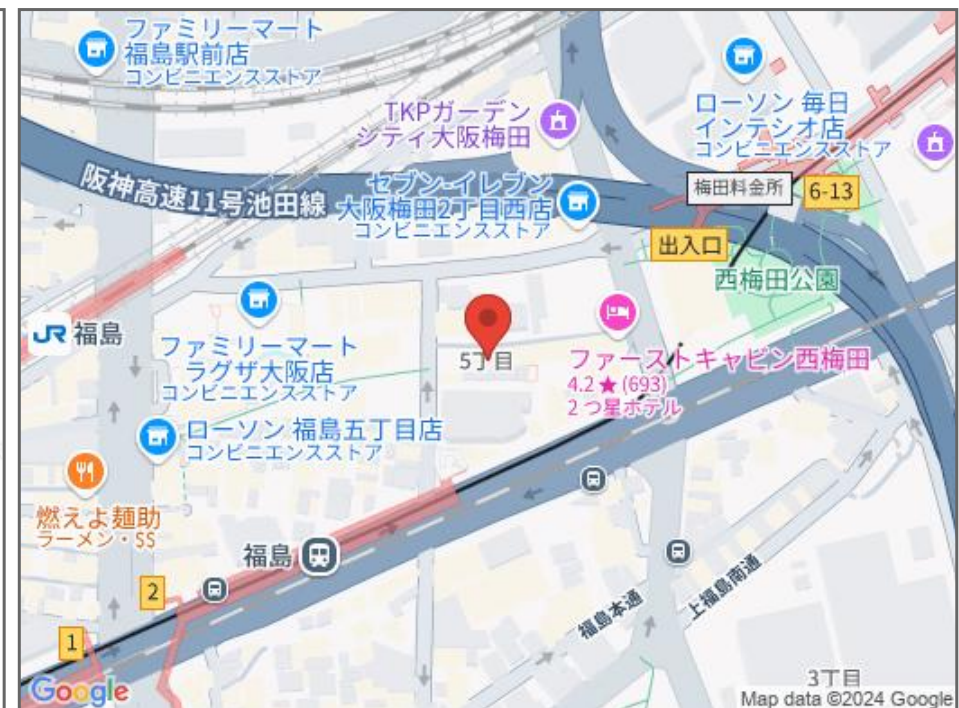 ファミリーマート
福島駅前店
コンビニエンスストア
TKPガーデン
シティ大阪梅田
ローソン 毎日
インテシオ店
コンビニエンスストア
阪神高速11号池田線
セブン-イレブン
大阪梅田2丁目西店
コンビニエンスストア
梅田料金所
6-13
出入口
西梅田公園
JR 福島
ファミリーマート
ラグザ大阪店
コンビニエンスストア
5丁目
ファーストキャビン西梅田
4.2★(693)
2 つ星ホテル
ローソン 福島五丁目店
コンビニエンスストア
燃えよ麺助
ラーメン・$$
福島
2
1
福島本通
上福島南通
3丁目
Google
Map data ©2024 Google